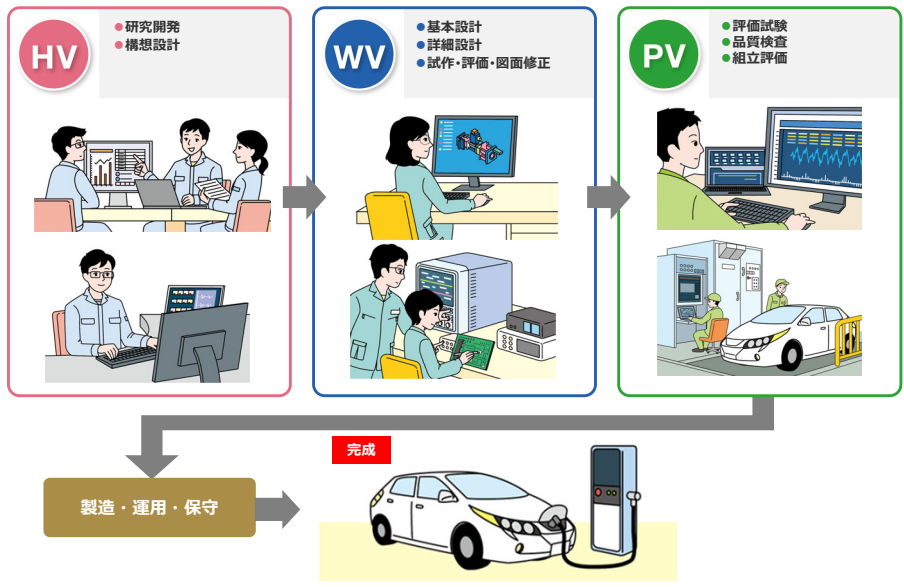 HV
●研究開発
●構想設計
WV
●基本設計
●詳細設計
●試作・評価・図面修正
PV
●評価試験
●品質検査
●組立評価
完成
製造・運用・保守